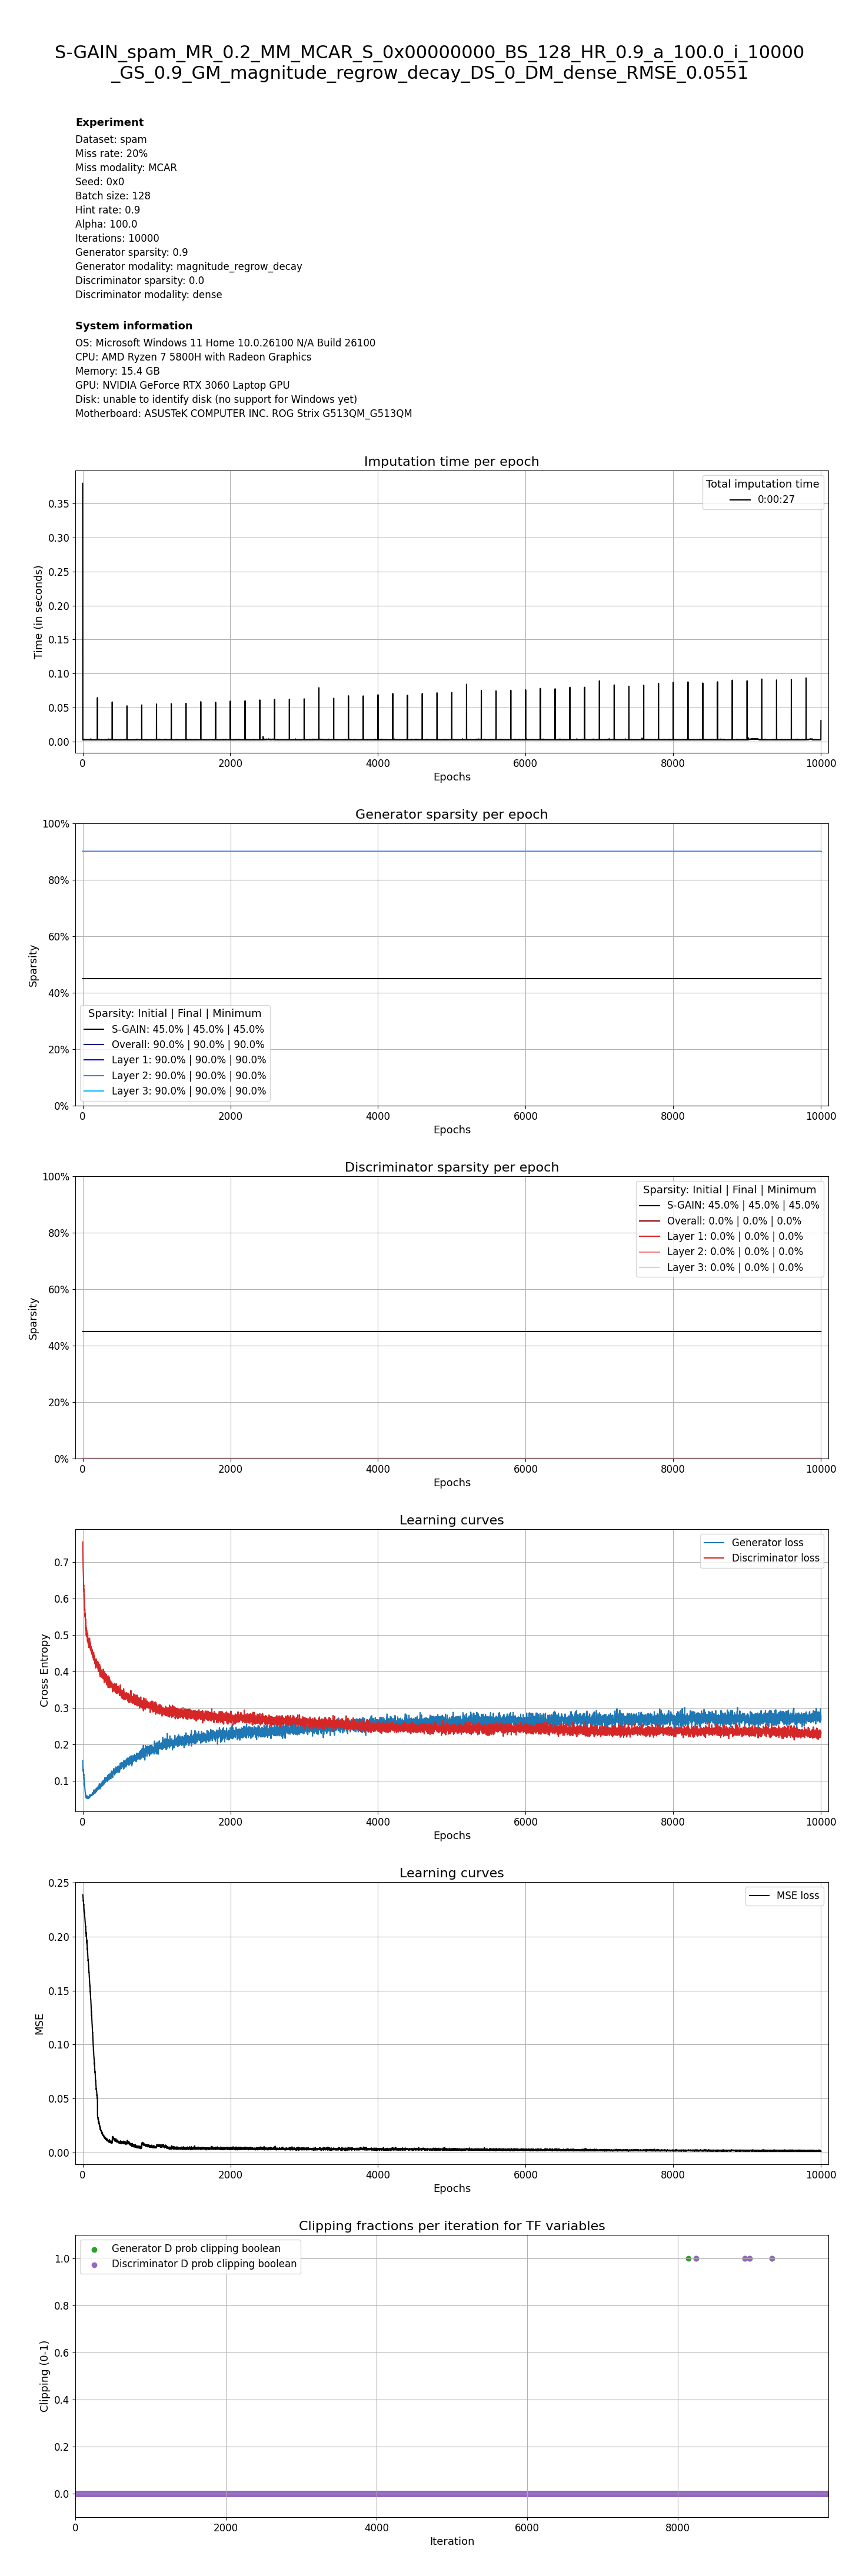 S-GAIN_spam_MR_0.2_MM_MCAR_S_0x00000000_BS_128_HR_0.9_a_100.0_i_10000
_GS_0.9_GM_magnitude_regrow_decay_DS_0_DM_dense_RMSE_0.0551
Experiment
Dataset: spam
Miss rate: 20%
Miss modality: MCAR
Seed: 0x0
Batch size: 128
Hint rate: 0.9
Alpha: 100.0
Iterations: 10000
Generator sparsity: 0.9
Generator modality: magnitude_regrow_decay
Discriminator sparsity: 0.0
Discriminator modality: dense
System information
OS: Microsoft Windows 11 Home 10.0.26100 N/A Build 26100
CPU: AMD Ryzen 7 5800H with Radeon Graphics
Memory: 15.4 GB
GPU: NVIDIA GeForce RTX 3060 Laptop GPU
Disk: unable to identify disk (no support for Windows yet)
Motherboard: ASUSTeK COMPUTER INC. ROG Strix G513QM_G513QM
Imputation time per epoch
Total imputation time
0:00:27
0.35
0.30
0.25
0.20
0.15
0.10
0.05
0.00
Time (in seconds)
0 2000 4000 6000 8000 10000
Epochs
Generator sparsity per epoch
100%
80%
60%
40%
20%
0%
Sparsity
Sparsity: Initial | Final | Minimum
S-GAIN: 45.0% | 45.0% | 45.0%
Overall: 90.0% | 90.0% | 90.0%
Layer 1: 90.0% | 90.0% | 90.0%
Layer 2: 90.0% | 90.0% | 90.0%
Layer 3: 90.0% | 90.0% | 90.0%
0 2000 4000 6000 8000 10000
Epochs
Discriminator sparsity per epoch
100%
80%
60%
40%
20%
0%
Sparsity
Sparsity: Initial | Final | Minimum
S-GAIN: 45.0% | 45.0% | 45.0%
Overall: 0.0% | 0.0% | 0.0%
Layer 1: 0.0% | 0.0% | 0.0%
Layer 2: 0.0% | 0.0% | 0.0%
Layer 3: 0.0% | 0.0% | 0.0%
0 2000 4000 6000 8000 10000
Epochs
Learning curves
Generator loss
Discriminator loss
0.7
0.6
0.5
0.4
0.3
0.2
0.1
Cross Entropy
0 2000 4000 6000 8000 10000
Epochs
Learning curves
MSE loss
0.25
0.20
0.15
0.10
0.05
0.00
MSE
0 2000 4000 6000 8000 10000
Epochs
Clipping fractions per iteration for TF variables
Generator D prob clipping boolean
Discriminator D prob clipping boolean
1.0
0.8
0.6
0.4
0.2
0.0
Clipping (0-1)
0 2000 4000 6000 8000
Iteration